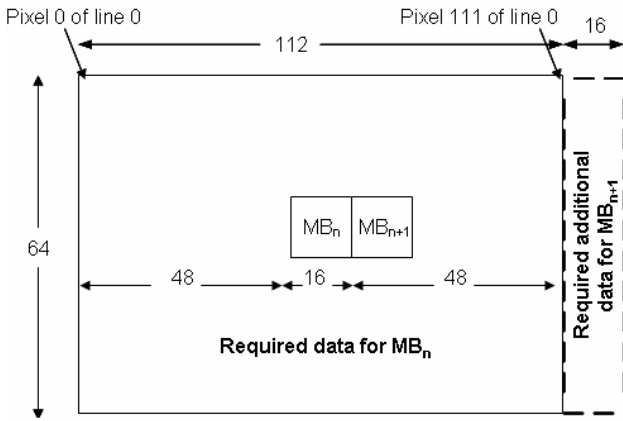 Pixel 0 of line 0
Pixel 111 of line 0
112
16
64
MBn
MBn+1
48
16
48
Required data for MBn
Required additional
data for MBn+1